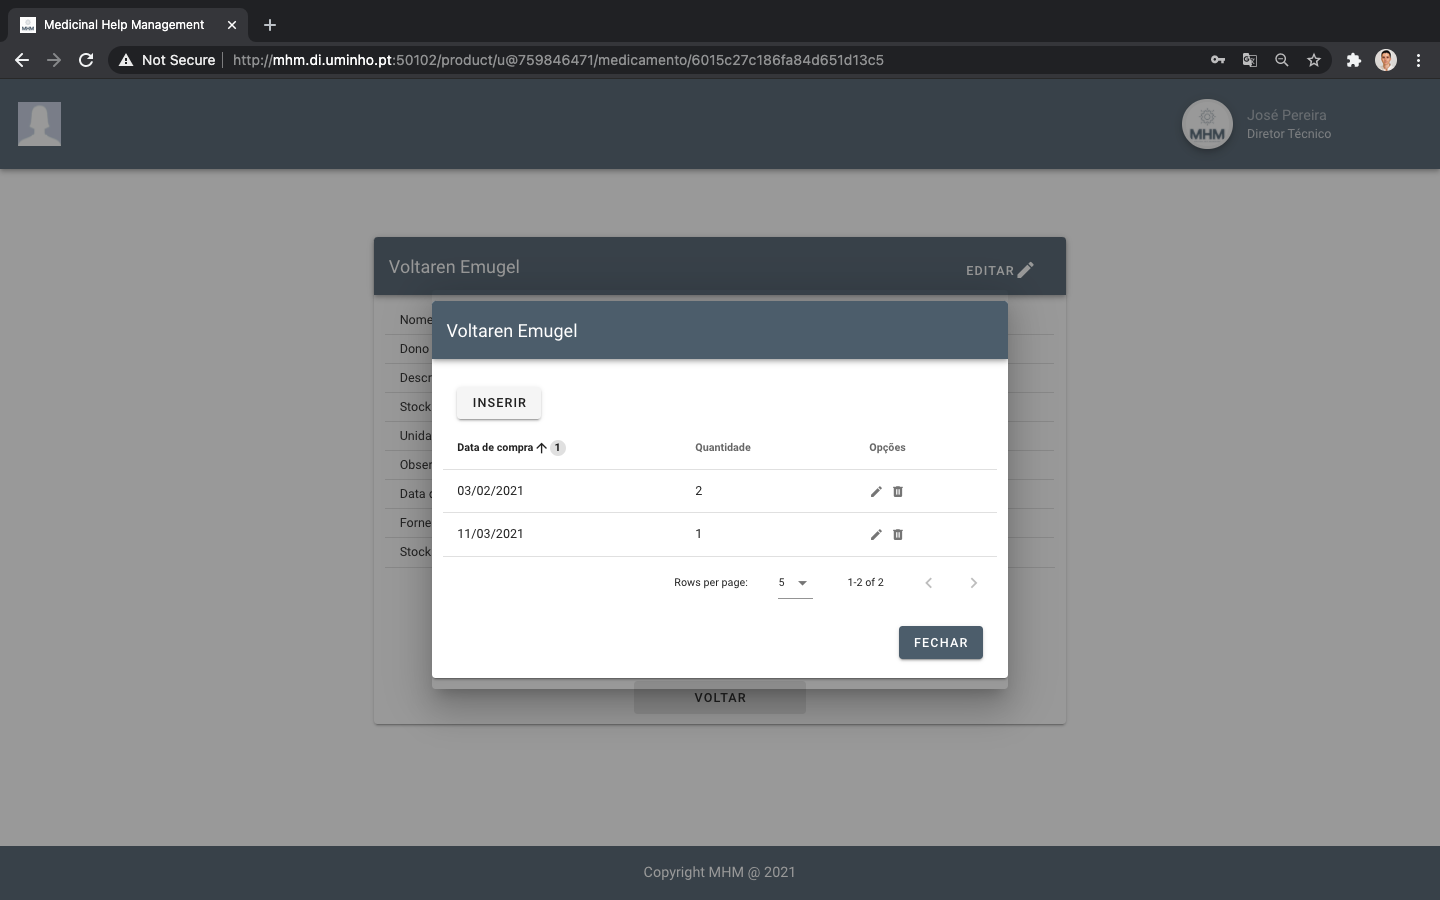 Medicinal Help Management
Not Secure
http://mhm.di.uminho.pt:50102/product/u@759846471/medicamento/6015c27c186fa84d651d13c5
MHM
José Pereira
Diretor Técnico
Voltaren Emugel
EDITAR
Nome
Dono
Descr
Stock
Unida
Obser
Data
Forne
Stock
Voltaren Emugel
INSERIR
Data de compra 1 Quantidade Opções
03/02/2021 2
11/03/2021 1
Rows per page: 5 1-2 of 2
FECHAR
VOLTAR
Copyright MHM @ 2021